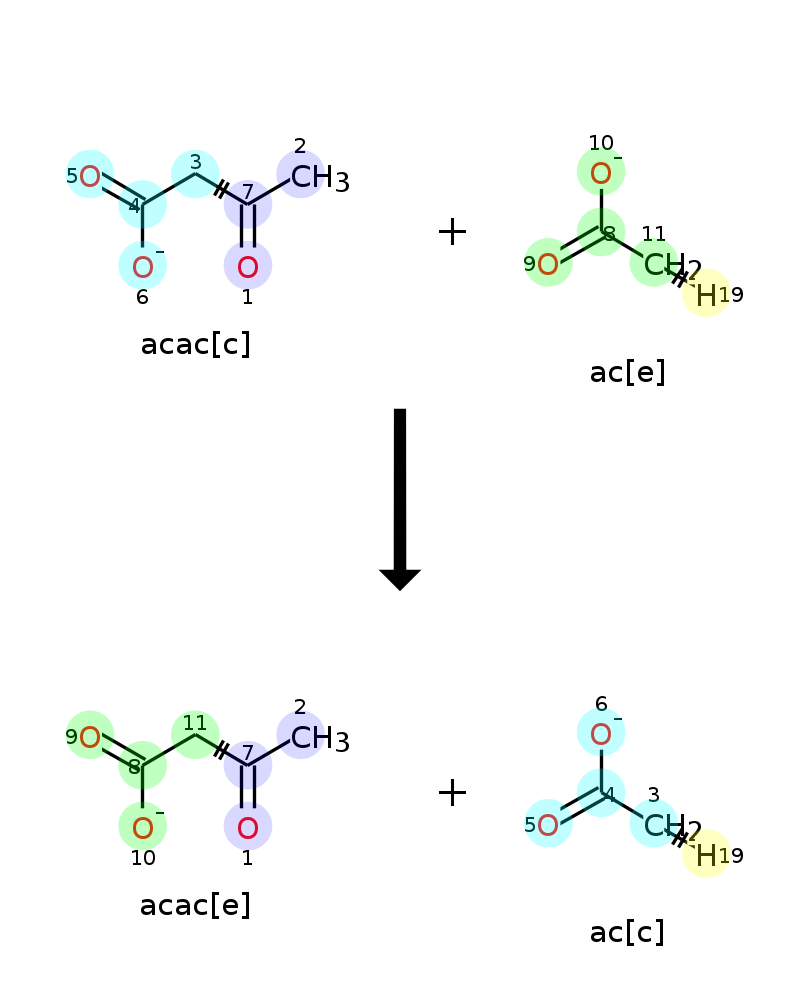 10
O-
3
2
5 O
CH3
4
7
8
11
9 O
CH2
O-
O
H 19
6
1
+
acac[c]
ac[e]
6
O-
11
2
9 O
CH3
8
7
4
3
5 O
CH2
O-
O
H 19
10
1
+
acac[e]
ac[c]